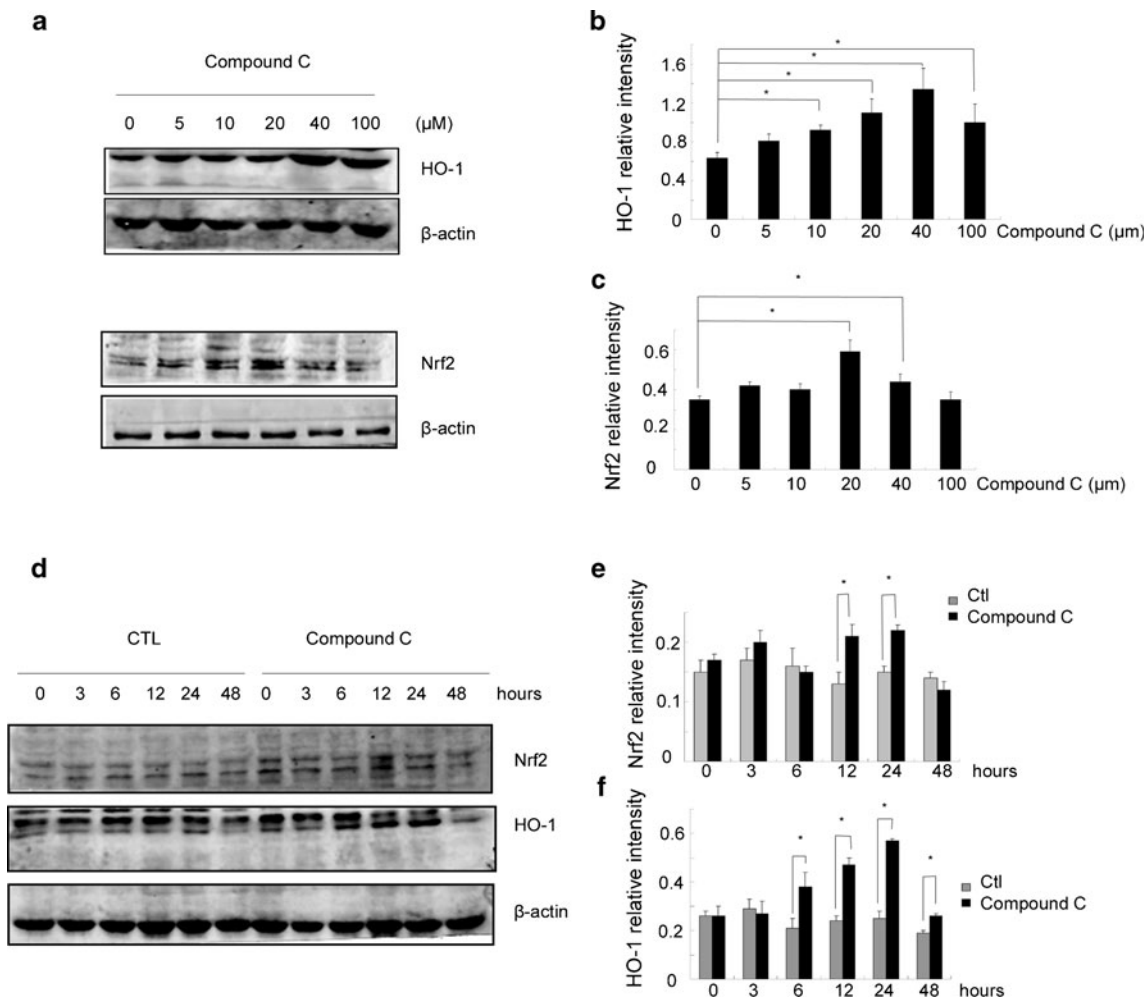 a
Compound C
0 5 10 20 40 100 (µM)
HO-1
β-actin
Nrf2
β-actin
b
HO-1 relative intensity
1.6
1.2
0.8
0.4
0
* * * *
0 5 10 20 40 100 Compound C (µm)
c
Nrf2 relative intensity
0.6
0.4
0.2
0
* *
0 5 10 20 40 100 Compound C (µm)
d
CTL Compound C
0 3 6 12 24 48 0 3 6 12 24 48 hours
Nrf2
HO-1
β-actin
e
Nrf2 relative intensity
0.2
0.1
0
* *
Ctl
Compound C
0 3 6 12 24 48 hours
f
HO-1 relative intensity
0.6
0.4
0.2
0
* * * *
Ctl
Compound C
0 3 6 12 24 48 hours